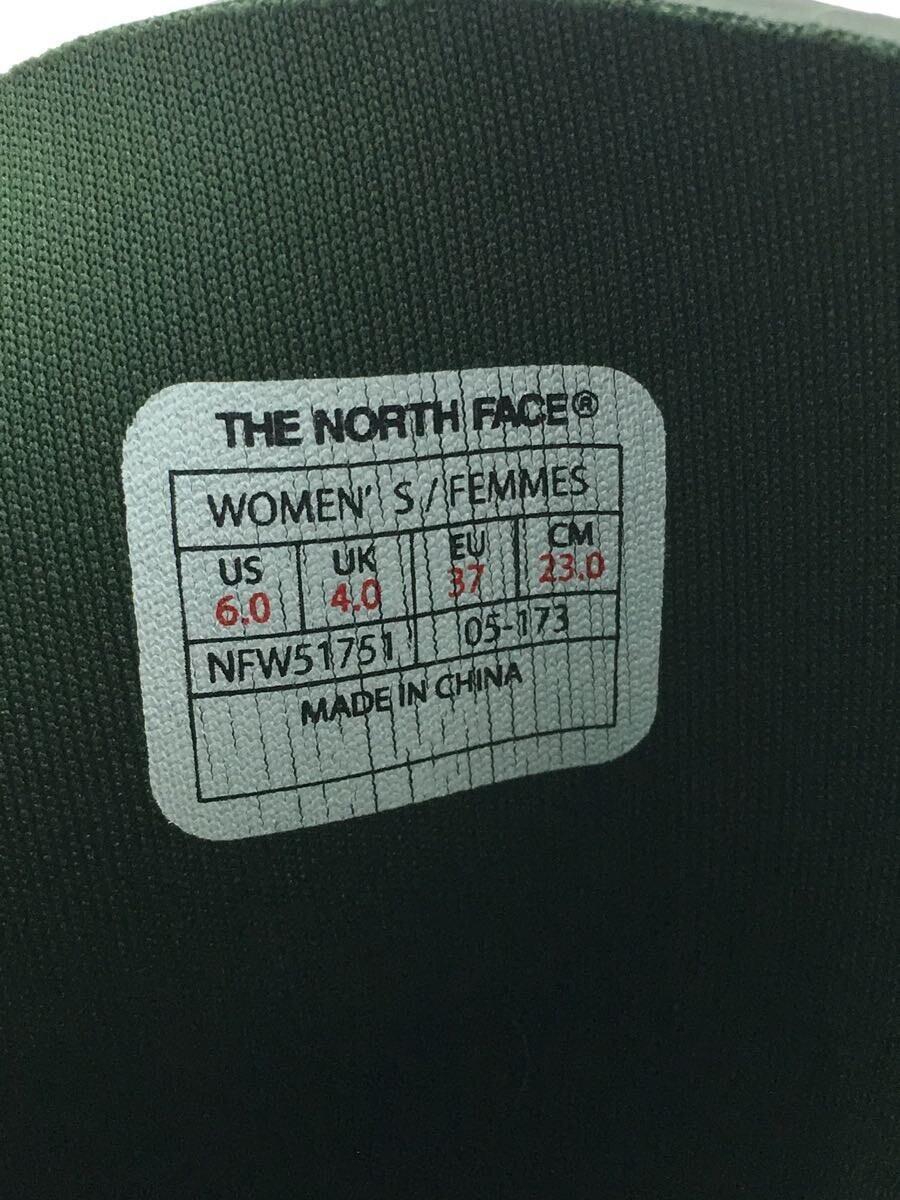 THE NORTH FACE®
WOMEN' S / FEMMES
US UK EU CM
6.0 4.0 37 23.0
NFW51751 05-173
MADE IN CHINA